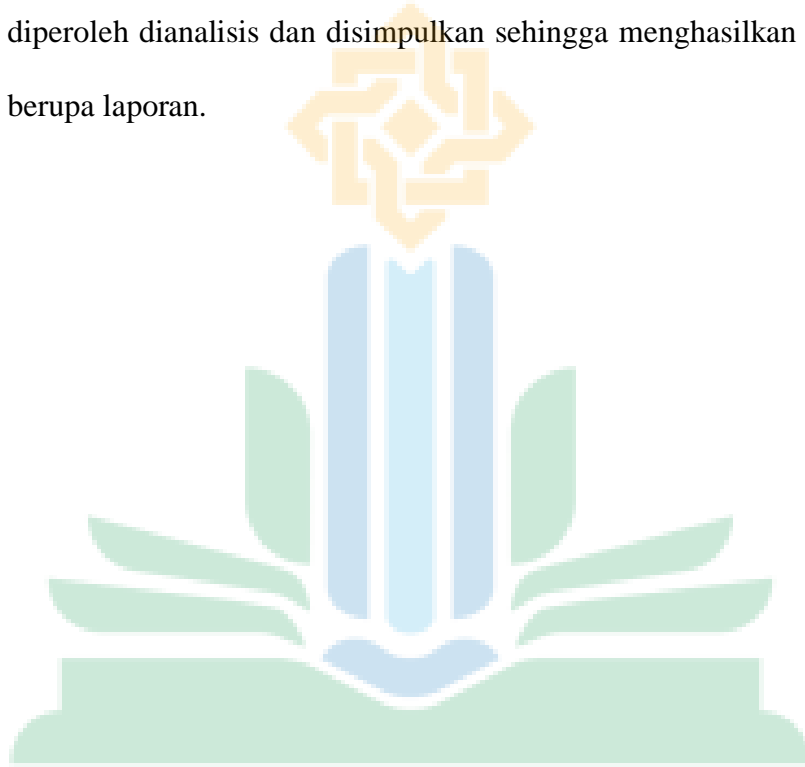 diperoleh dianalisis dan disimpulkan sehingga menghasilkan
berupa laporan.